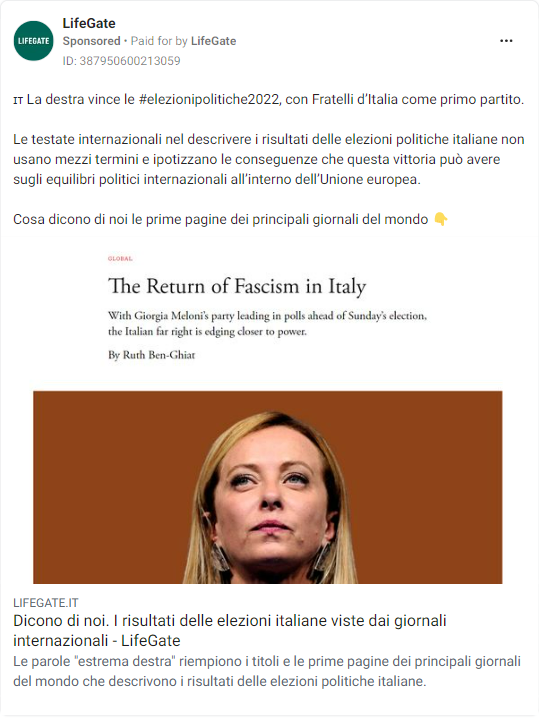 LIFEGATE
LifeGate
Sponsored • Paid for by LifeGate
ID: 387950600213059
IT La destra vince le #elezionipolitiche2022, con Fratelli d’Italia come primo partito.
Le testate internazionali nel descrivere i risultati delle elezioni politiche italiane non
usano mezzi termini e ipotizzano le conseguenze che questa vittoria può avere
sugli equilibri politici internazionali all’interno dell’Unione europea.
Cosa dicono di noi le prime pagine dei principali giornali del mondo 👇
GLOBAL
The Return of Fascism in Italy
With Giorgia Meloni’s party leading in polls ahead of Sunday’s election,
the Italian far right is edging closer to power.
By Ruth Ben-Ghiat
LIFEGATE.IT
Dicono di noi. I risultati delle elezioni italiane viste dai giornali
internazionali - LifeGate
Le parole "estrema destra" riempiono i titoli e le prime pagine dei principali giornali
del mondo che descrivono i risultati delle elezioni politiche italiane.